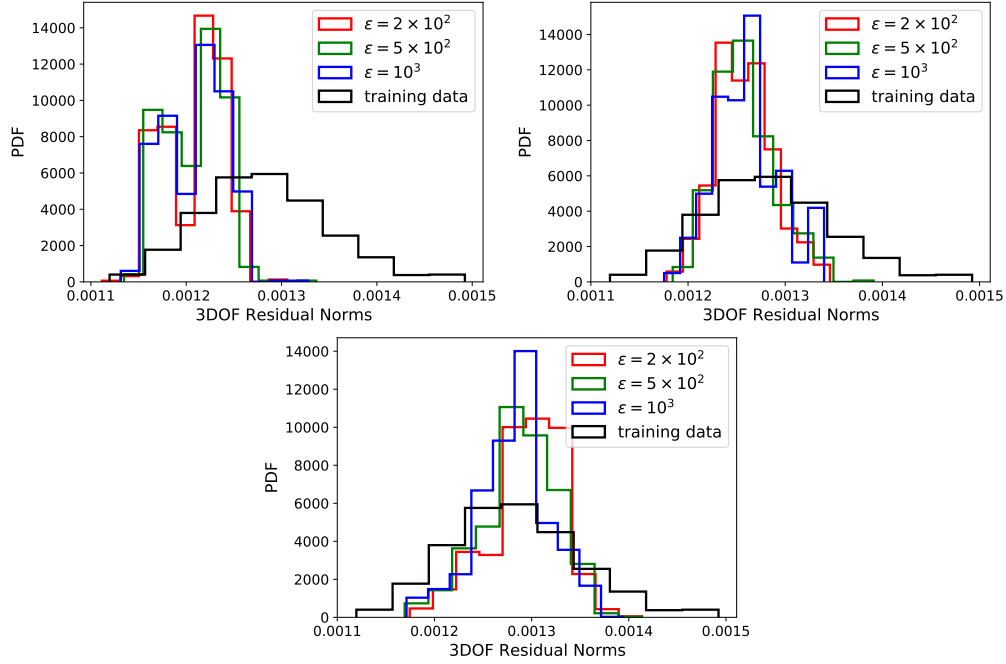 14000
12000
10000
8000
6000
4000
2000
0
PDF
0.0011
0.0012
0.0013
0.0014
0.0015
3DOF Residual Norms
ε = 2 × 10²
ε = 5 × 10²
ε = 10³
training data
14000
12000
10000
8000
6000
4000
2000
0
PDF
0.0011
0.0012
0.0013
0.0014
0.0015
3DOF Residual Norms
ε = 2 × 10²
ε = 5 × 10²
ε = 10³
training data
14000
12000
10000
8000
6000
4000
2000
0
PDF
0.0011
0.0012
0.0013
0.0014
0.0015
3DOF Residual Norms
ε = 2 × 10²
ε = 5 × 10²
ε = 10³
training data